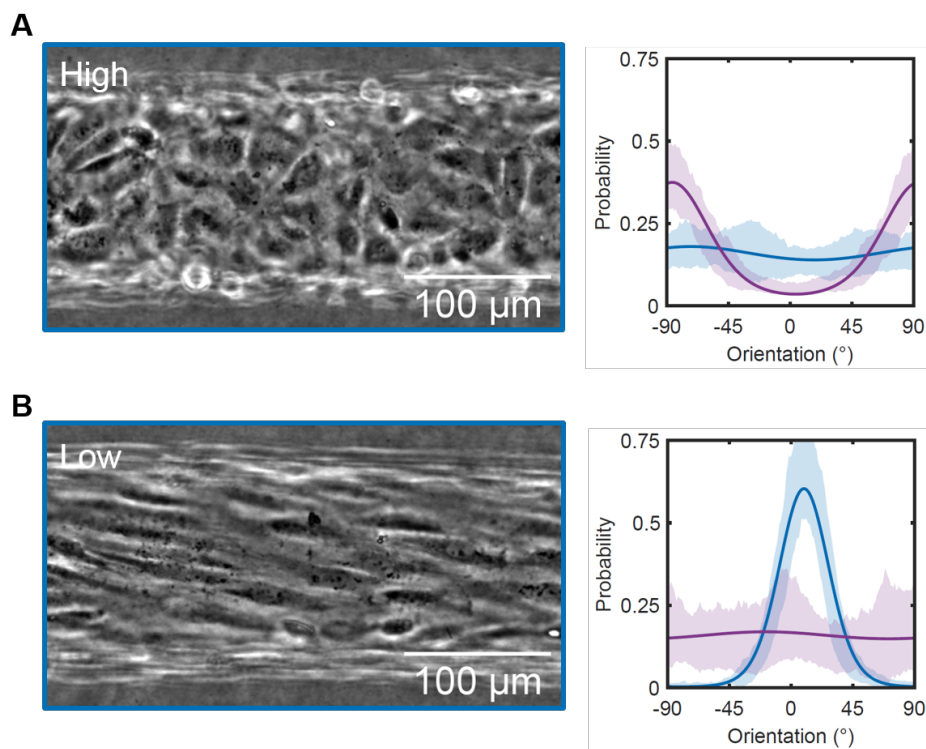 A
High
100 µm
0.75
0.5
0.25
0
Probability
-90 -45 0 45 90
Orientation (°)
B
Low
100 µm
0.75
0.5
0.25
0
Probability
-90 -45 0 45 90
Orientation (°)